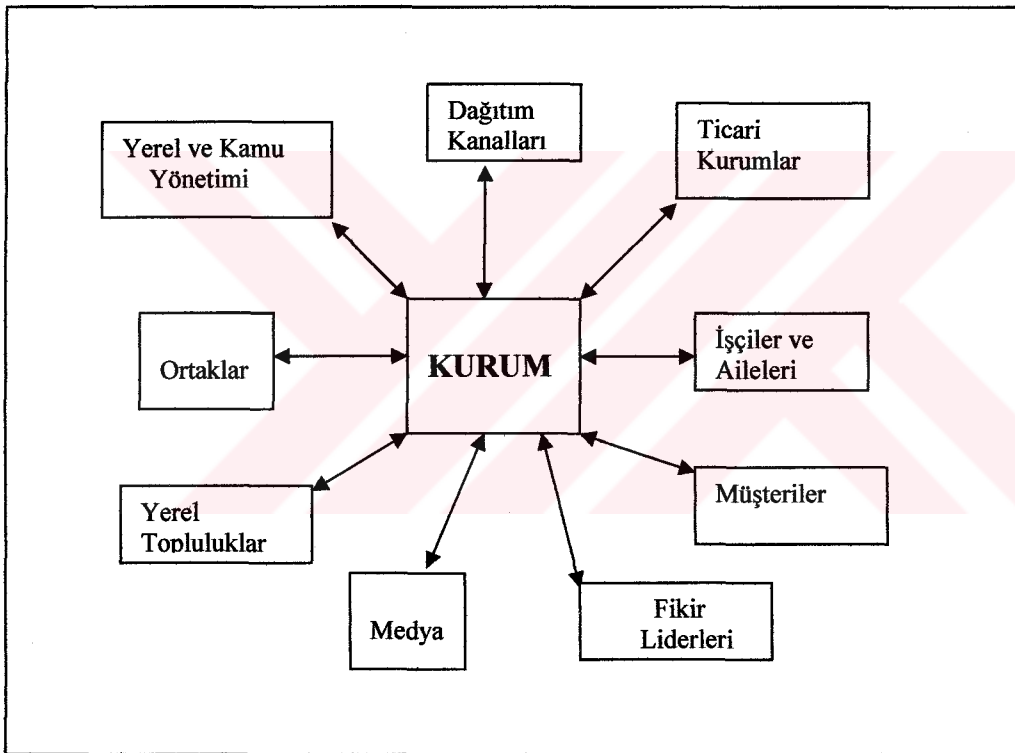 Dağıtım
Kanalları
Ticari
Kurumlar
Yerel ve Kamu
Yönetimi
Ortaklar
KURUM
İşçiler ve
Aileleri
Yerel
Topluluklar
Müşteriler
Medya
Fikir
Liderleri